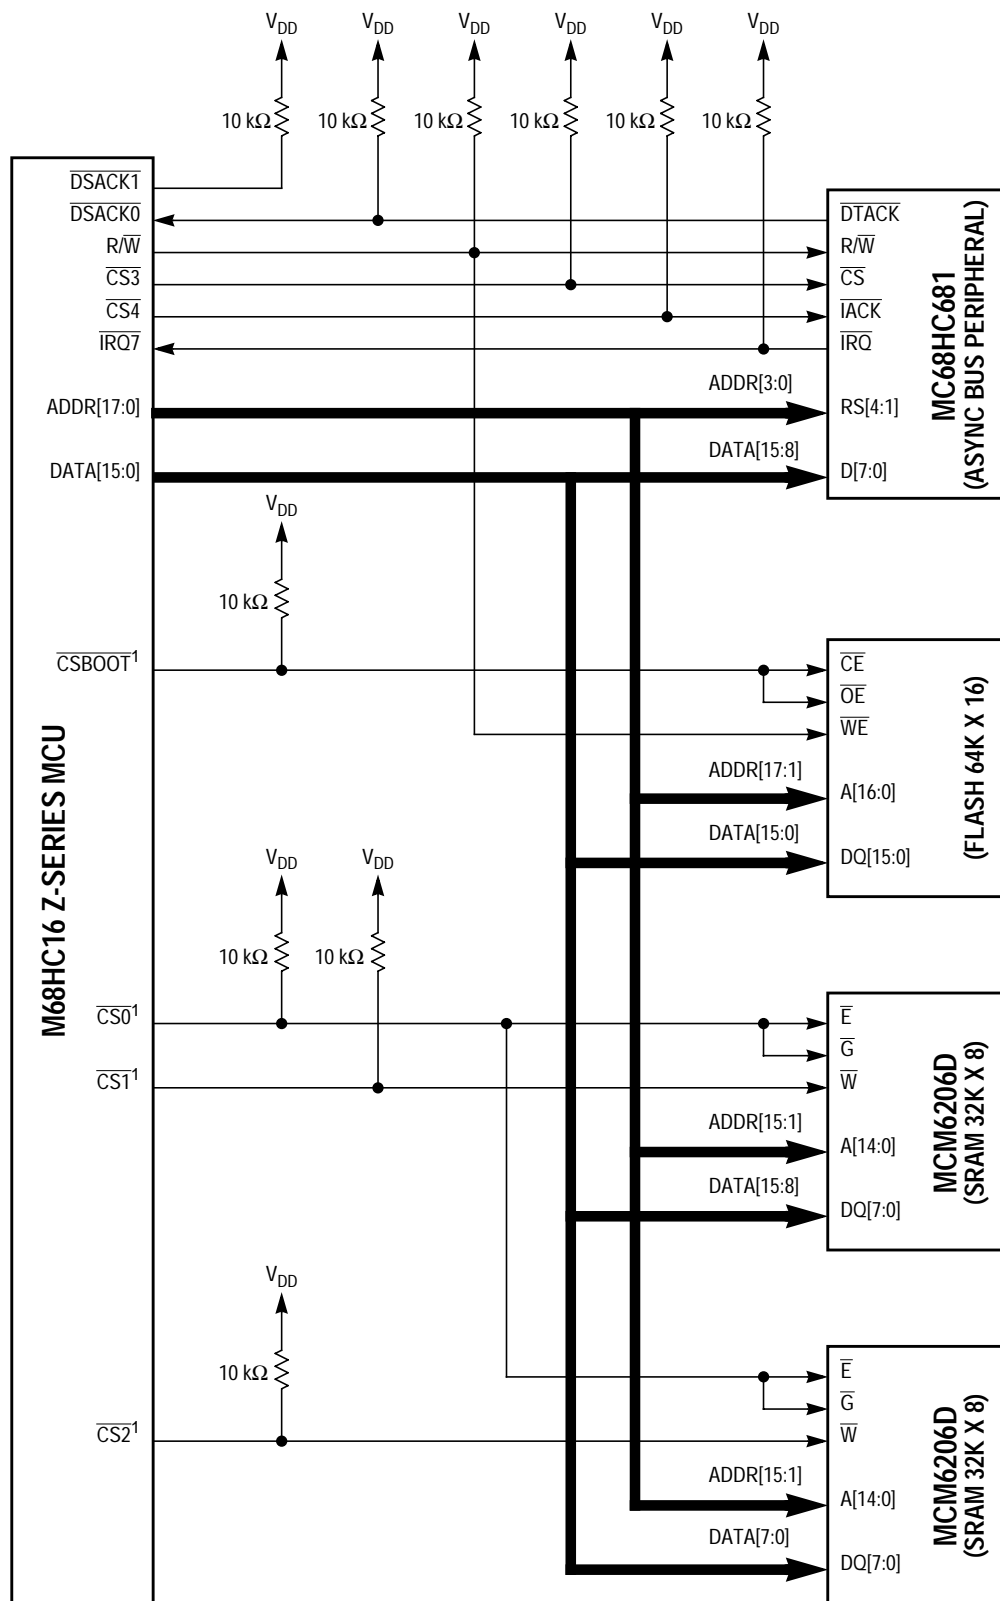 VDD VDD VDD VDD VDD VDD
10 kΩ 10 kΩ 10 kΩ 10 kΩ 10 kΩ 10 kΩ
M68HC16 Z-SERIES MCU
DSACK1
DSACK0
R/W
CS3
CS4
IRQ7
ADDR[17:0]
DATA[15:0]
DTACK
R/W
CS
IACK
IRQ
ADDR[3:0]
RS[4:1]
DATA[15:8]
D[7:0]
MC68HC681
(ASYNC BUS PERIPHERAL)
VDD
10 kΩ
CSBOOT1
CE
OE
WE
ADDR[17:1]
A[16:0]
DATA[15:0]
DQ[15:0]
(FLASH 64K X 16)
VDD VDD
10 kΩ 10 kΩ
CS01
CS11
E
G
W
ADDR[15:1]
A[14:0]
DATA[15:8]
DQ[7:0]
MCM6206D
(SRAM 32K X 8)
VDD
10 kΩ
CS21
E
G
W
ADDR[15:1]
A[14:0]
DATA[7:0]
DQ[7:0]
MCM6206D
(SRAM 32K X 8)